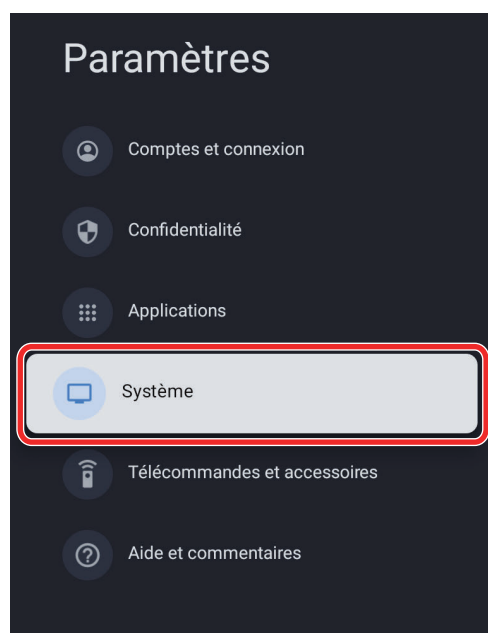 Paramètres
Comptes et connexion
Confidentialité
Applications
Système
Télécommandes et accessoires
Aide et commentaires